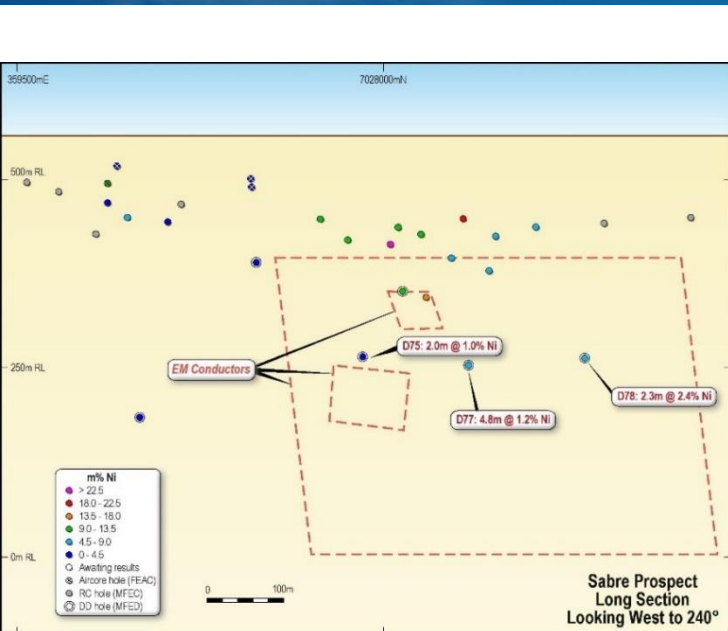 359500mE
7028000mN
500m RL
D75: 2.0m @ 1.0% Ni
EM Conductors
250m RL
D78: 2.3m @ 2.4% Ni
D77: 4.8m @ 1.2% Ni
m% Ni
> 22.5
18.0 - 22.5
13.5 - 18.0
9.0 - 13.5
4.5 - 9.0
0 - 4.5
Awaiting results
Aircore hole (FEAC)
RC hole (MFEC)
DD hole (MFED)
0m RL
0
100m
Sabre Prospect
Long Section
Looking West to 240°